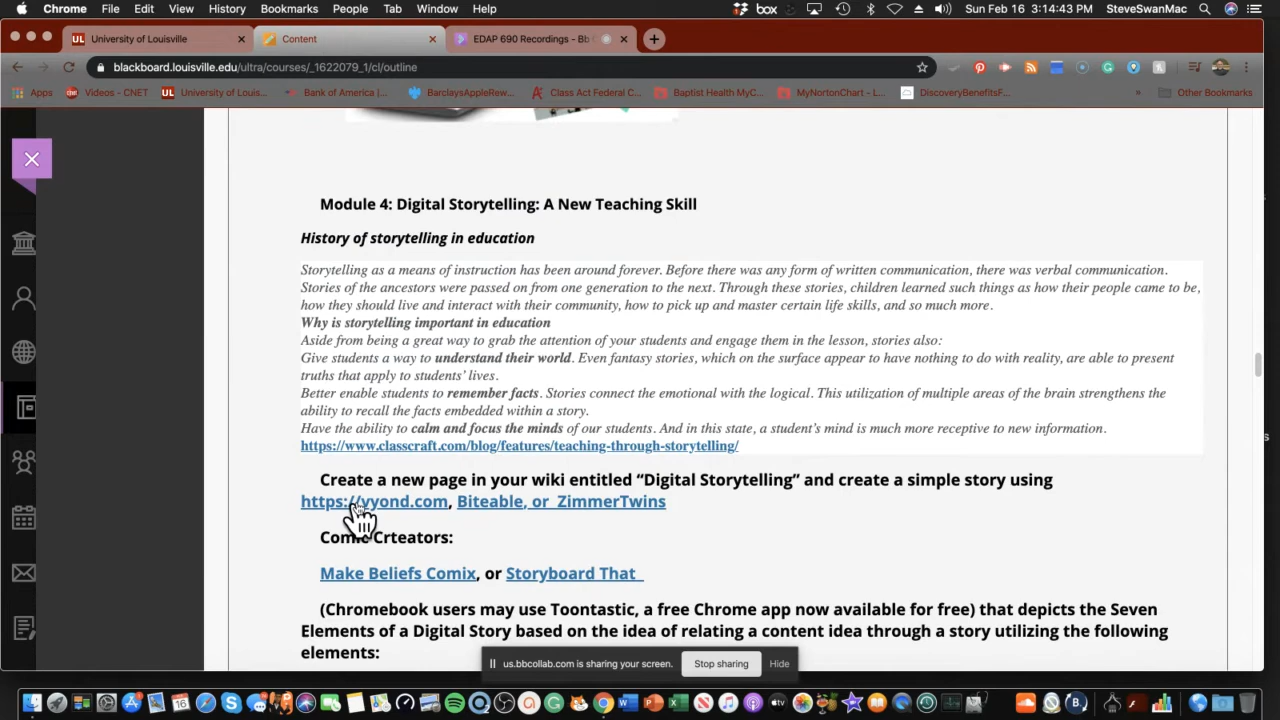 Chrome File Edit View History Bookmarks People Tab Window Help
box Sun Feb 16 3:14:43 PM SteveSwanMac
University of Louisville
Content
EDAP 690 Recordings - Bb
blackboard.louisville.edu/ultra/courses/_1622079_1/cl/outline
Apps Videos - CNET University of Louis... Bank of America |... BarclaysAppleRew... Class Act Federal C... Baptist Health MyC... MyNortonChart - L... DiscoveryBenefitsF... » Other Bookmarks
Module 4: Digital Storytelling: A New Teaching Skill
History of storytelling in education
Storytelling as a means of instruction has been around forever. Before there was any form of written communication, there was verbal communication.
Stories of the ancestors were passed on from one generation to the next. Through these stories, children learned such things as how their people came to be,
how they should live and interact with their community, how to pick up and master certain life skills, and so much more.
Why is storytelling important in education
Aside from being a great way to grab the attention of your students and engage them in the lesson, stories also:
Give students a way to understand their world. Even fantasy stories, which on the surface appear to have nothing to do with reality, are able to present
truths that apply to students' lives.
Better enable students to remember facts. Stories connect the emotional with the logical. This utilization of multiple areas of the brain strengthens the
ability to recall the facts embedded within a story.
Have the ability to calm and focus the minds of our students. And in this state, a student's mind is much more receptive to new information.
https://www.classcraft.com/blog/features/teaching-through-storytelling/
Create a new page in your wiki entitled “Digital Storytelling” and create a simple story using
https://vyond.com, Biteable, or ZimmerTwins
Comic Crteators:
Make Beliefs Comix, or Storyboard That
(Chromebook users may use Toontastic, a free Chrome app now available for free) that depicts the Seven
Elements of a Digital Story based on the idea of relating a content idea through a story utilizing the following
elements:
us.bbcollab.com is sharing your screen. Stop sharing Hide